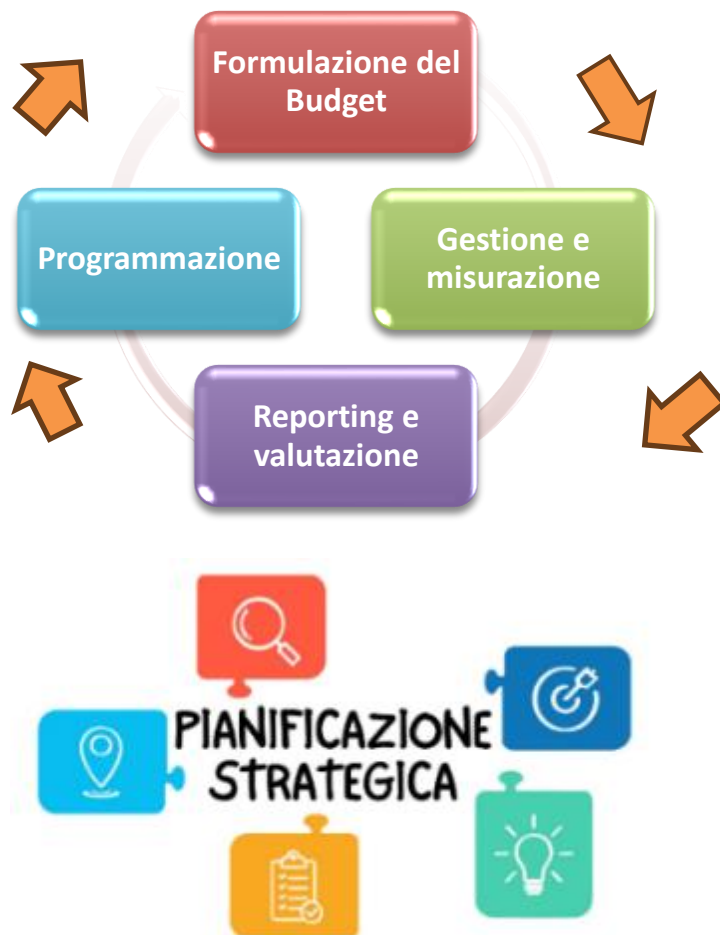 Formulazione del
Budget
Programmazione
Gestione e
misurazione
Reporting e
valutazione
PIANIFICAZIONE
STRATEGICA